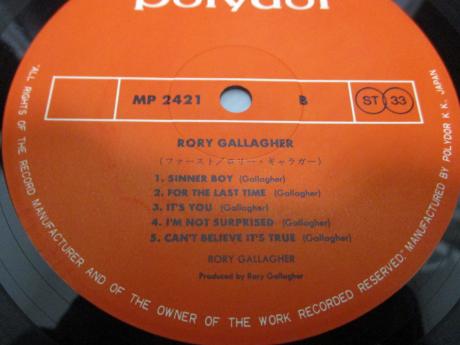 polydor
MP 2421 B ST 33
RORY GALLAGHER
(ファースト/ロリー・ギャラガー)
1. SINNER BOY (Gallagher)
2. FOR THE LAST TIME (Gallagher)
3. IT'S YOU (Gallagher)
4. I'M NOT SURPRISED (Gallagher)
5. CAN'T BELIEVE IT'S TRUE (Gallagher)
RORY GALLAGHER
Produced by Rory Gallagher
"ALL RIGHTS OF THE RECORD MANUFACTURER AND OF THE OWNER OF THE WORK RECORDED RESERVED" MANUFACTURED BY POLYDOR K.K. JAPAN.